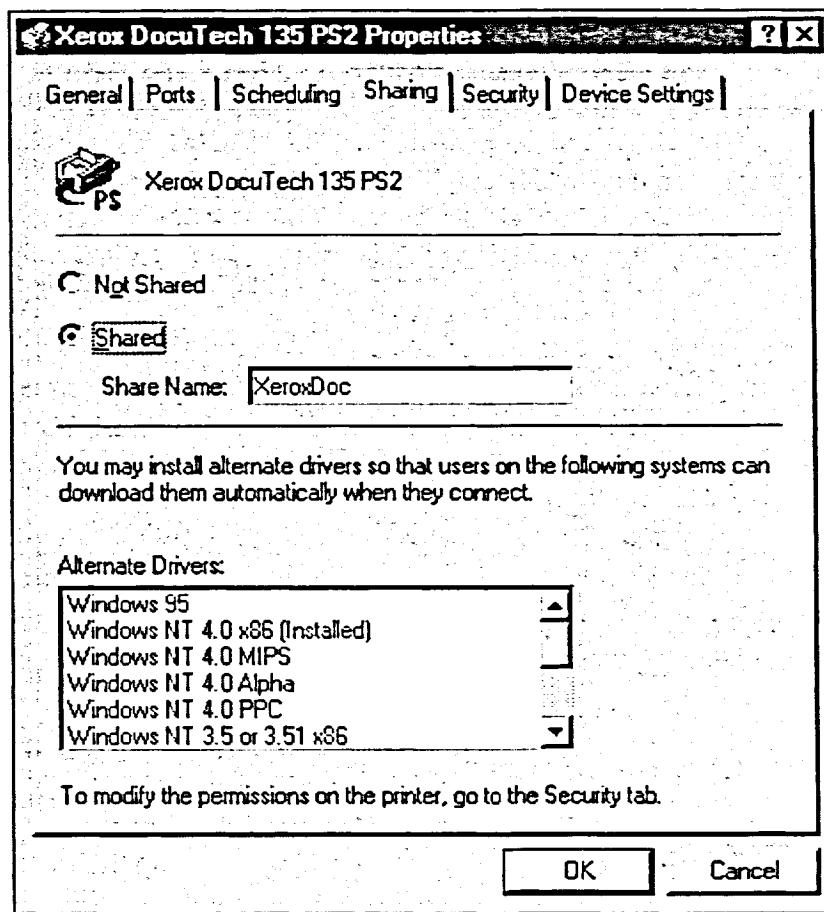 Xerox DocuTech 135 PS2 Properties ? X
General Ports Scheduling Sharing Security Device Settings
PS
Xerox DocuTech 135 PS2
Not Shared
Shared
Share Name: XeroxDoc
You may install alternate drivers so that users on the following systems can
download them automatically when they connect.
Alternate Drivers:
Windows 95
Windows NT 4.0 x86 (Installed)
Windows NT 4.0 MIPS
Windows NT 4.0 Alpha
Windows NT 4.0 PPC
Windows NT 3.5 or 3.51 x86
To modify the permissions on the printer, go to the Security tab.
OK Cancel